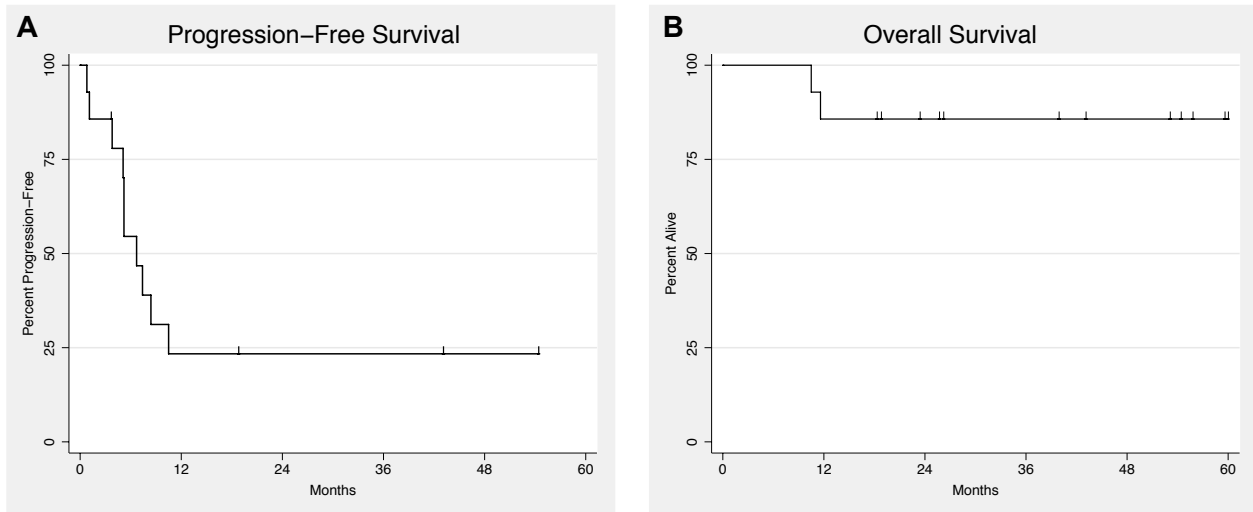 A
Progression−Free Survival
Percent Progression−Free
100
75
50
25
0
0 12 24 36 48 60
Months
B
Overall Survival
Percent Alive
100
75
50
25
0
0 12 24 36 48 60
Months